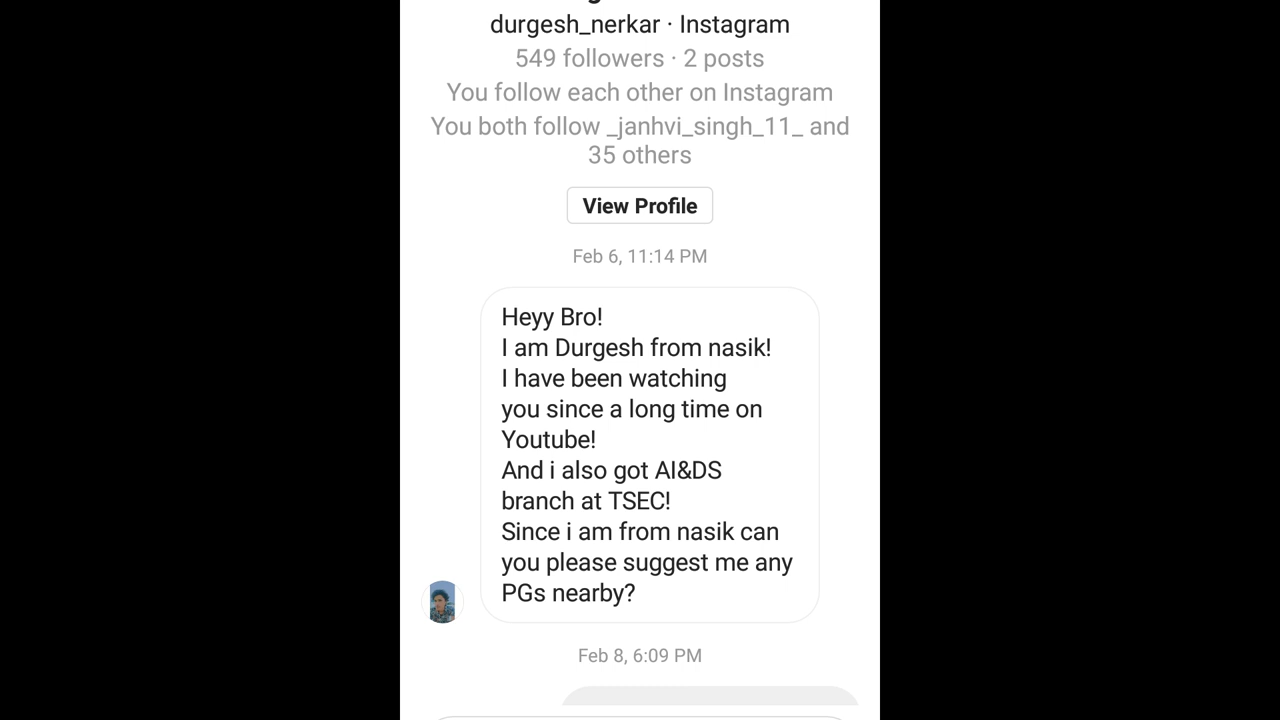 durgesh_nerkar · Instagram
549 followers · 2 posts
You follow each other on Instagram
You both follow _janhvi_singh_11_ and
35 others
View Profile
Feb 6, 11:14 PM
Heyy Bro!
I am Durgesh from nasik!
I have been watching
you since a long time on
Youtube!
And i also got AI&DS
branch at TSEC!
Since i am from nasik can
you please suggest me any
PGs nearby?
Feb 8, 6:09 PM